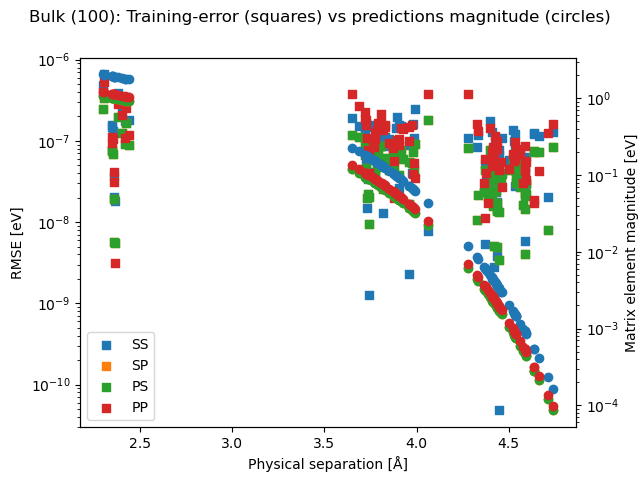 Bulk (100): Training-error (squares) vs predictions magnitude (circles)
10⁻⁶
10⁻⁷
10⁻⁸
10⁻⁹
10⁻¹⁰
RMSE [eV]
10⁰
10⁻¹
10⁻²
10⁻³
10⁻⁴
Matrix element magnitude [eV]
SS
SP
PS
PP
2.5 3.0 3.5 4.0 4.5
Physical separation [Å]